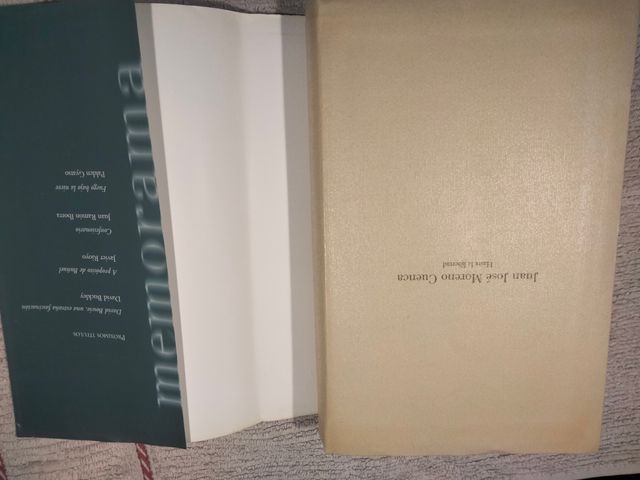 memorama
PRÓXIMOS TÍTULOS
David Bowie, una extraña fascinación
David Buckley
A propósito de Buñuel
Javier Rioyo
Confesionario
Juan Ramón Iborra
Fuego bajo la nieve
Palden Gyatso
Juan José Moreno Cuenca
Hasta la libertad